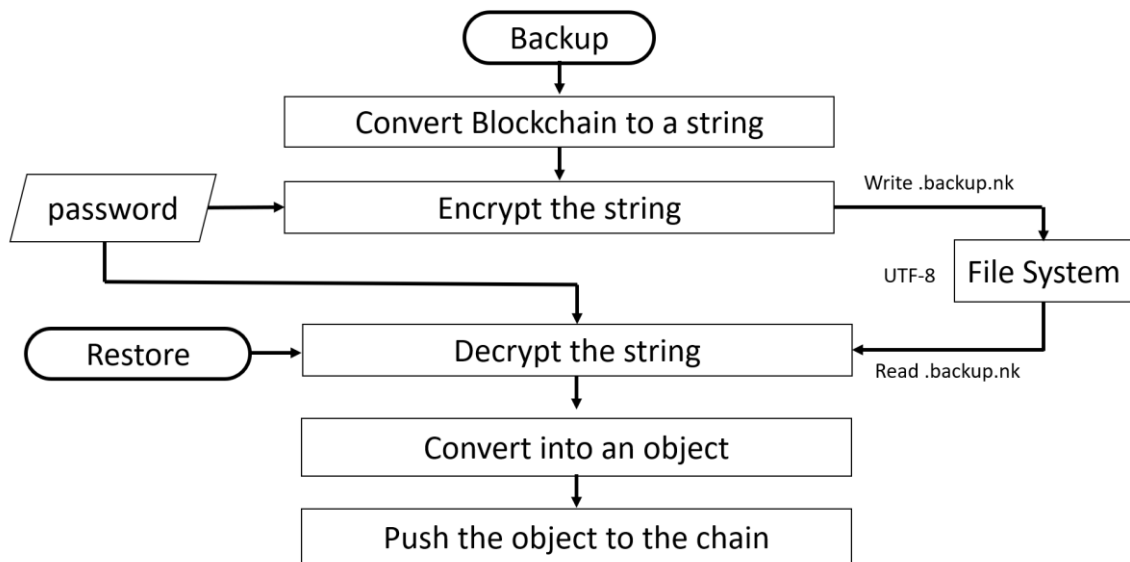 Backup
Convert Blockchain to a string
password
Encrypt the string
Write .backup.nk
UTF-8
File System
Restore
Decrypt the string
Read .backup.nk
Convert into an object
Push the object to the chain